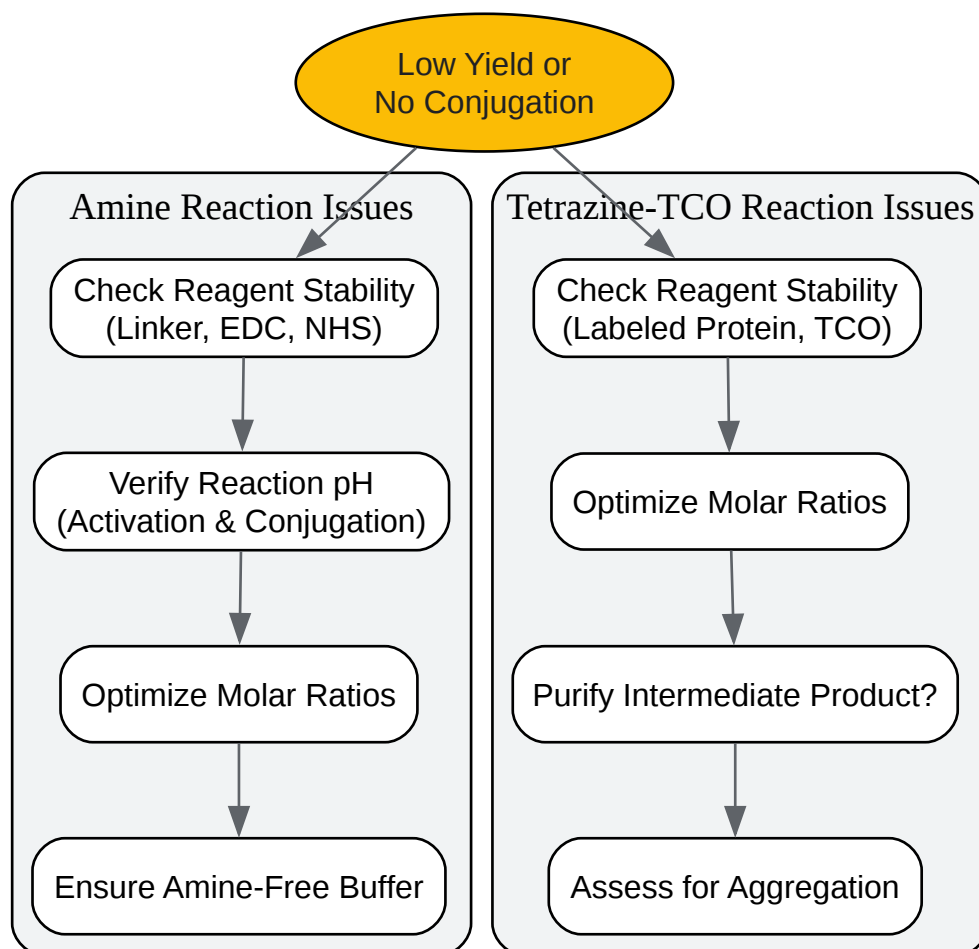 Low Yield or
No Conjugation
Amine Reaction Issues
Check Reagent Stability
(Linker, EDC, NHS)
Verify Reaction pH
(Activation & Conjugation)
Optimize Molar Ratios
Ensure Amine-Free Buffer
Tetrazine-TCO Reaction Issues
Check Reagent Stability
(Labeled Protein, TCO)
Optimize Molar Ratios
Purify Intermediate Product?
Assess for Aggregation